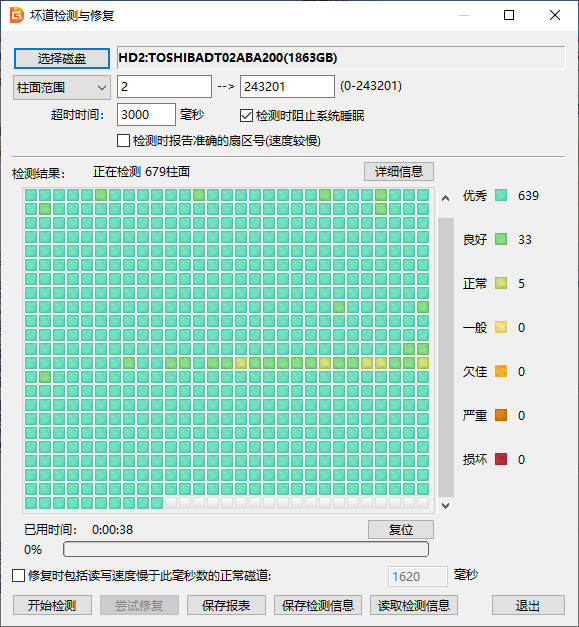 坏道检测与修复
选择磁盘 HD2:TOSHIBADT02ABA200(1863GB)
柱面范围 2 --> 243201 (0-243201)
超时时间: 3000 毫秒 检测时阻止系统睡眠
检测时报告准确的扇区号(速度较慢)
检测结果: 正在检测 679柱面 详细信息
优秀 639
良好 33
正常 5
一般 0
欠佳 0
严重 0
损坏 0
已用时间: 0:00:38 复位
0%
修复时包括读写速度慢于此毫秒数的正常磁道: 1620 毫秒
开始检测 尝试修复 保存报表 保存检测信息 读取检测信息 退出